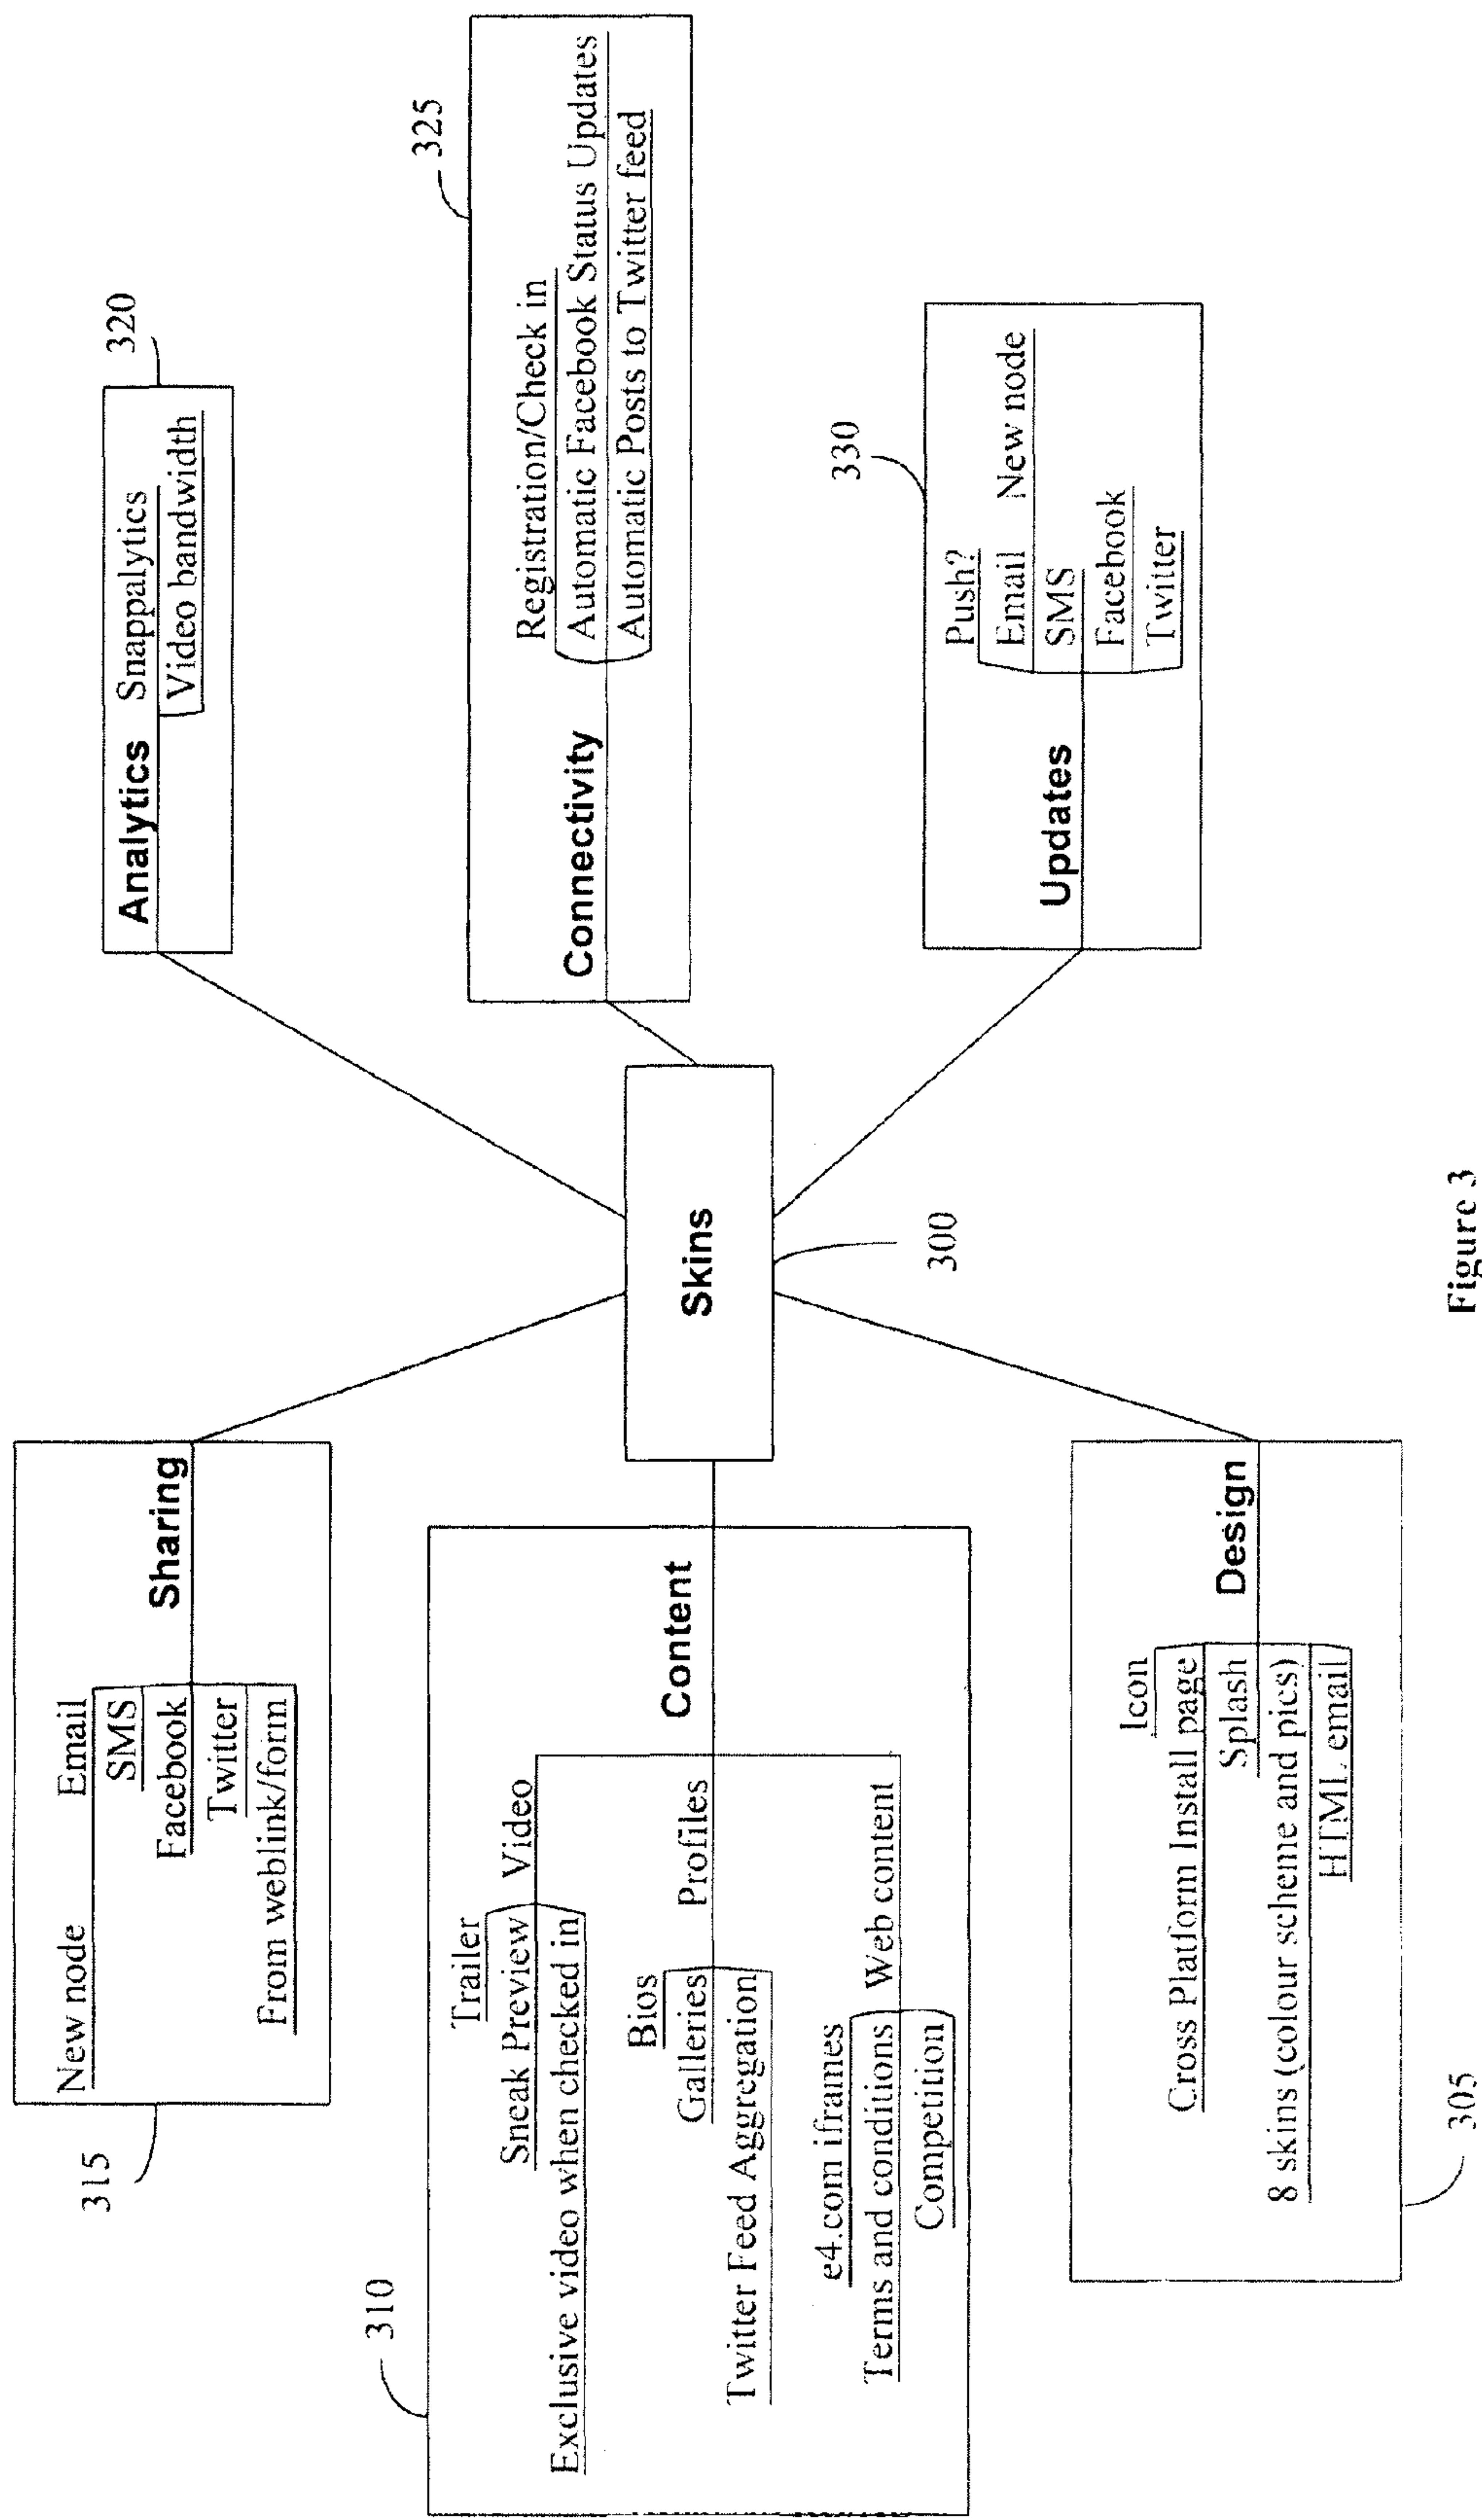 315
New node Email
SMS
Facebook
Twitter
From weblink/form
Sharing
310
Trailer
Sneak Preview Video
Exclusive video when checked in
Bios
Galleries Profiles
Twitter Feed Aggregation
e4.com iframes
Terms and conditions Web content
Competition
Content
Icon
Cross Platform Install page
Splash
8 skins (colour scheme and pics)
HTML email
Design
305
Skins
300
320
Analytics Snappalytics
Video bandwidth
325
Registration/Check in
Connectivity Automatic Facebook Status Updates
Automatic Posts to Twitter feed
330
Push?
Email New node
Updates SMS
Facebook
Twitter
Figure 3